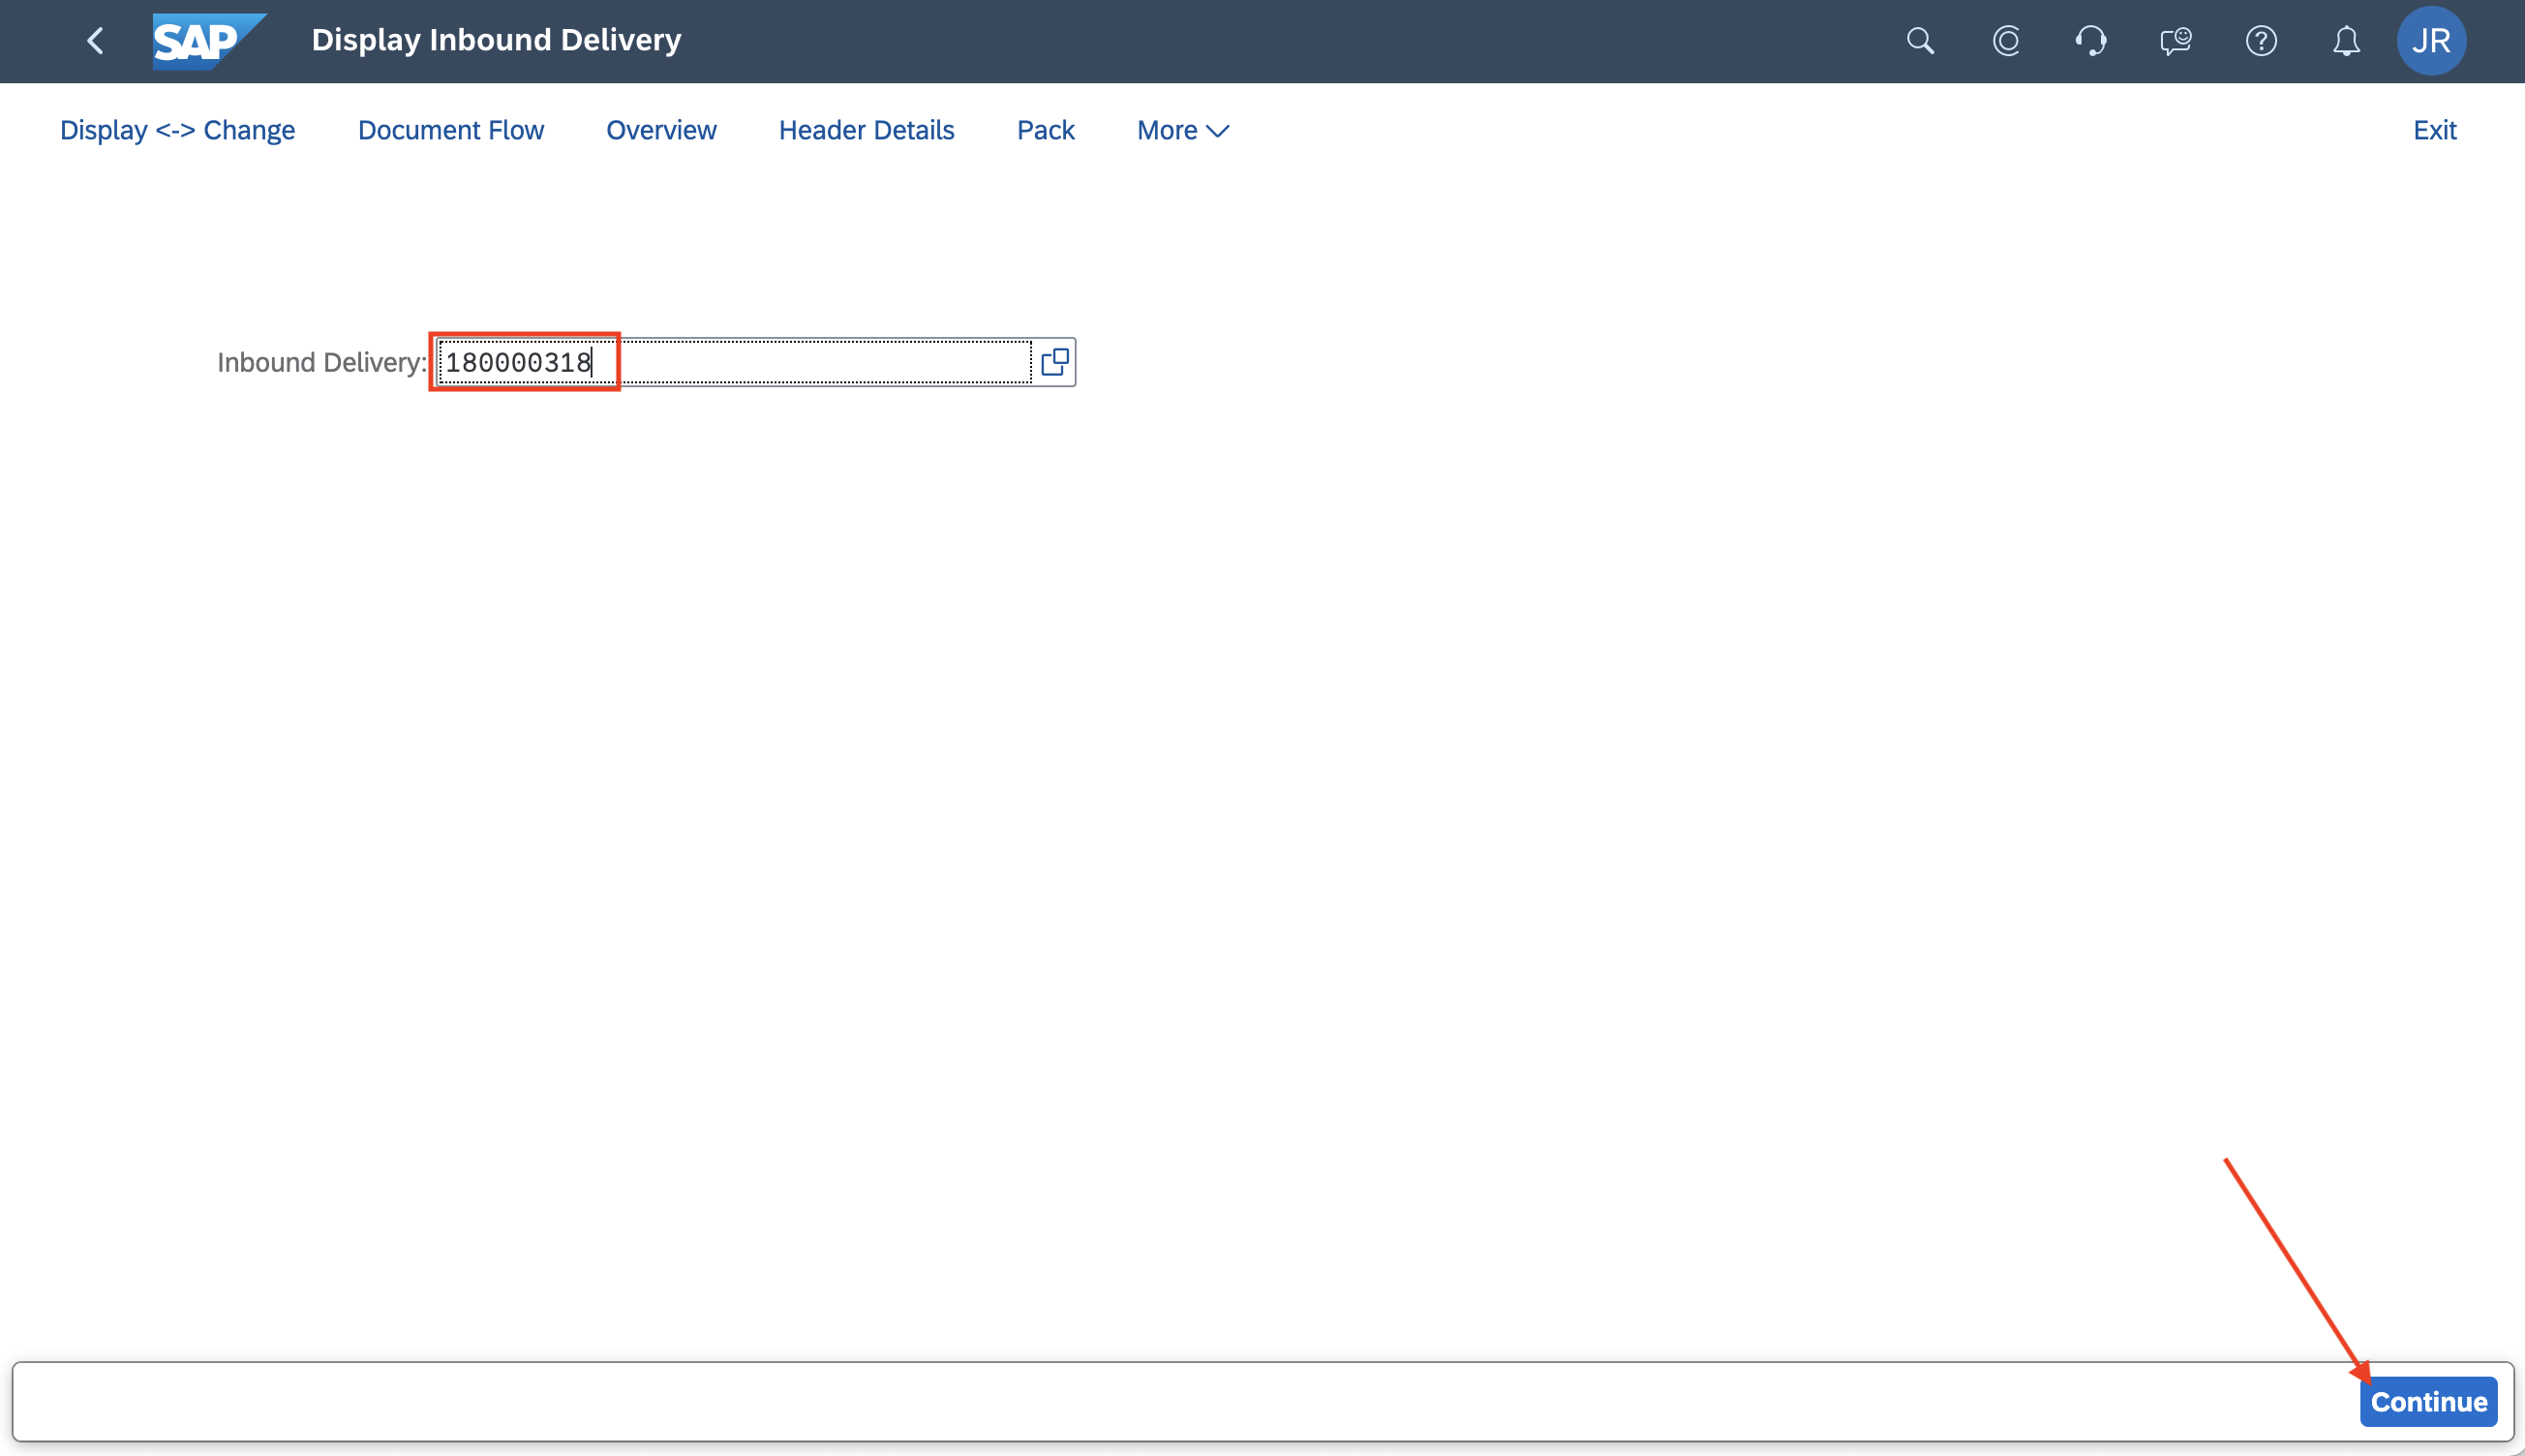 SAP Display Inbound Delivery JR
Display <-> Change Document Flow Overview Header Details Pack More Exit
Inbound Delivery: 180000318
Continue